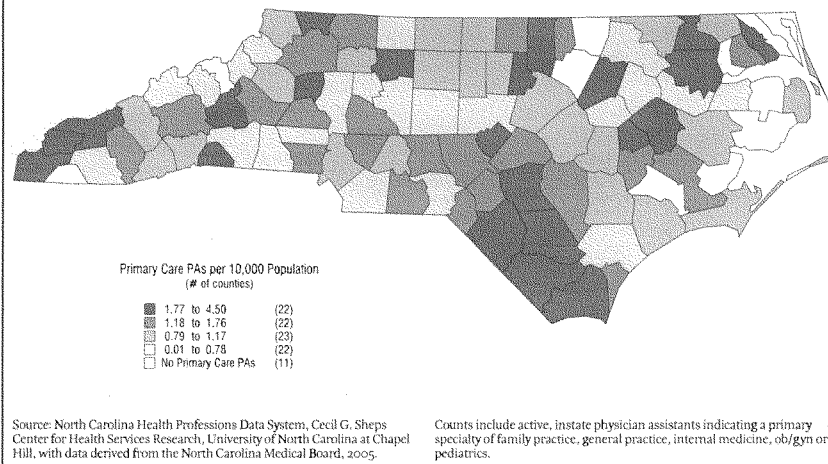 Primary Care PAs per 10,000 Population
(# of counties)
1.77 to 4.50 (22)
1.18 to 1.76 (22)
0.79 to 1.17 (23)
0.01 to 0.78 (22)
No Primary Care PAs (11)
Source: North Carolina Health Professions Data System, Cecil G. Sheps
Center for Health Services Research, University of North Carolina at Chapel
Hill, with data derived from the North Carolina Medical Board, 2005.
Counts include active, instate physician assistants indicating a primary
specialty of family practice, general practice, internal medicine, ob/gyn or
pediatrics.